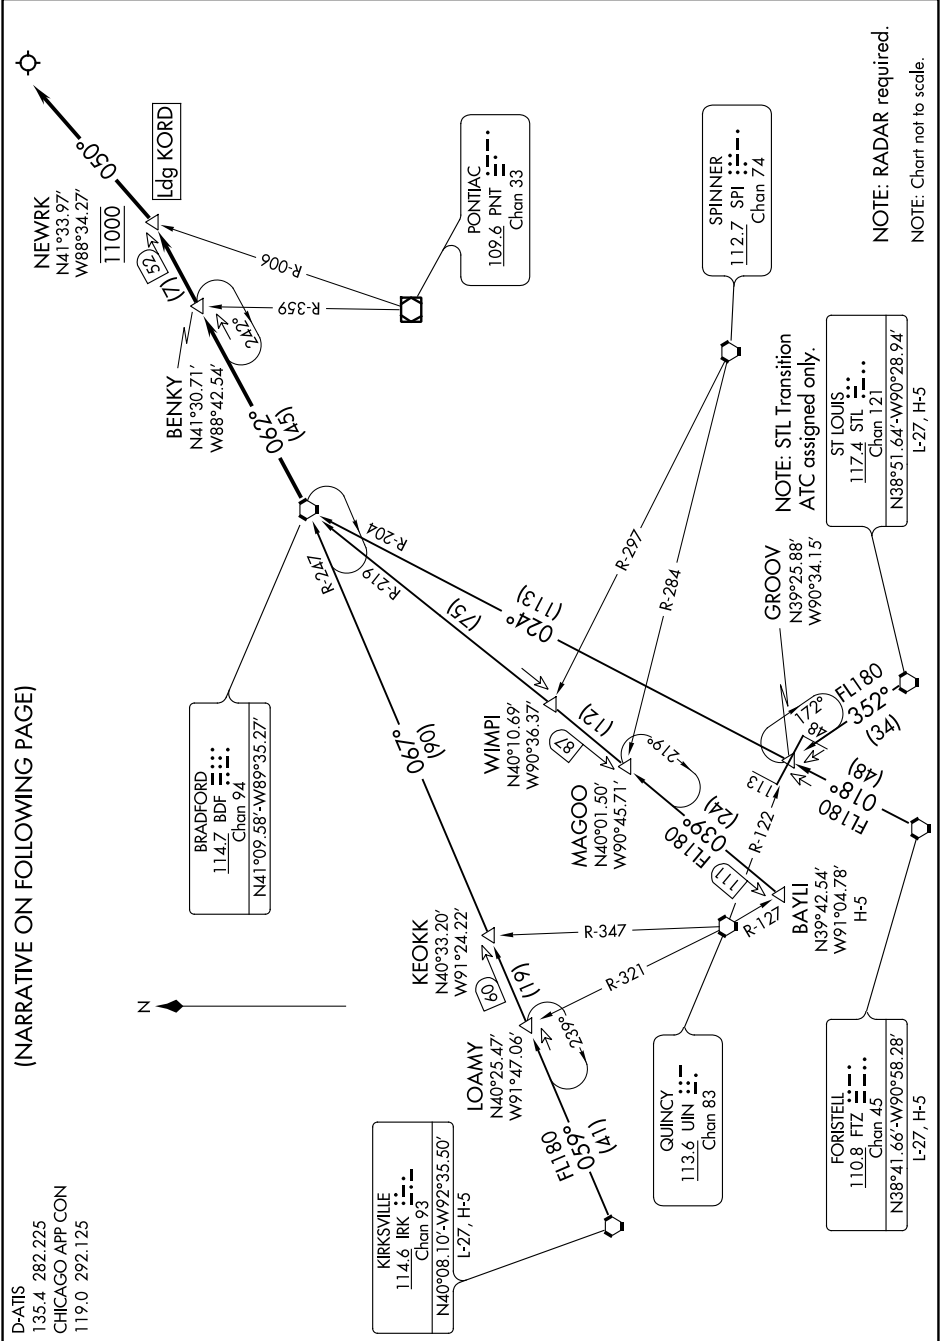 (NARRATIVE ON FOLLOWING PAGE)
D-ATIS
135.4 282.225
CHICAGO APP CON
119.0 292.125
N
NEWRK
N41°33.97'
W88°34.27'
11000
050°
Ldg KORD
52
(7)
BENKY
N41°30.71'
W88°42.54'
242°
R-006
R-359
PONTIAC
109.6 PNT
Chan 33
062°
(45)
BRADFORD
114.7 BDF
Chan 94
N41°09.58'-W89°35.27'
R-247
R-219
R-204
067°
(90)
(75)
024°
(113)
SPINNER
112.7 SPI
Chan 74
R-297
R-284
WIMPI
N40°10.69'
W90°36.37'
87
(12)
MAGOO
N40°01.50'
W90°45.71'
219°
FL180
039°
(24)
111
BAYLI
N39°42.54'
W91°04.78'
H-5
KEOKK
N40°33.20'
W91°24.22'
60
(19)
LOAMY
N40°25.47'
W91°47.06'
239°
FL180
059°
(41)
KIRKSVILLE
114.6 IRK
Chan 93
N40°08.10'-W92°35.50'
L-27, H-5
R-347
R-321
R-127
R-122
QUINCY
113.6 UIN
Chan 83
GROOV
N39°25.88'
W90°34.15'
172°
48
113
FL180
352°
(34)
FL180
018°
(48)
NOTE: STL Transition
ATC assigned only.
ST LOUIS
117.4 STL
Chan 121
N38°51.64'-W90°28.94'
L-27, H-5
FORISTELL
110.8 FTZ
Chan 45
N38°41.66'-W90°58.28'
L-27, H-5
NOTE: RADAR required.
NOTE: Chart not to scale.